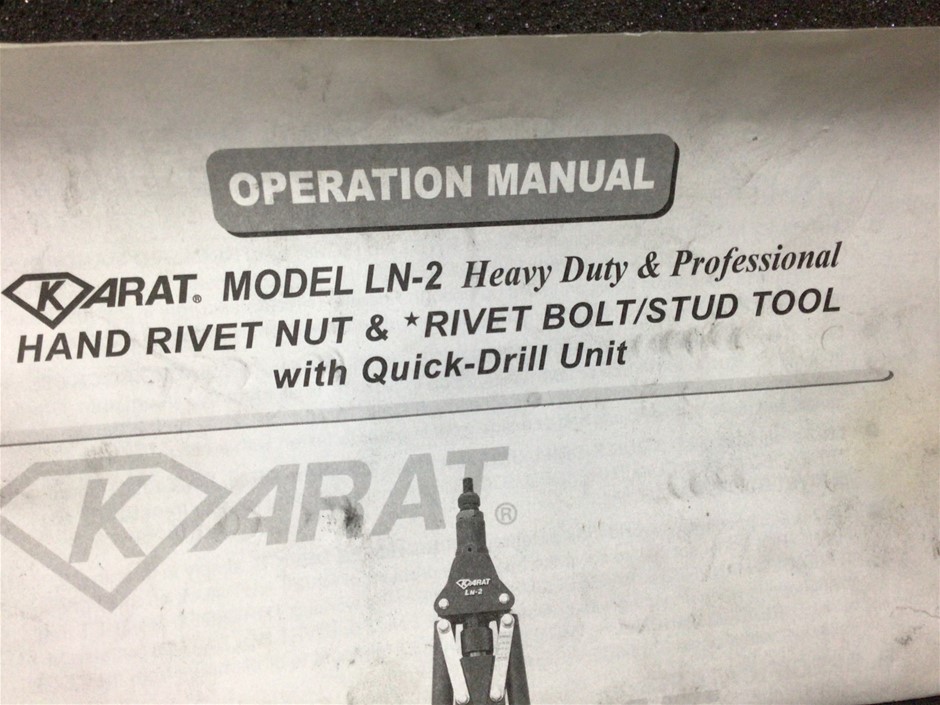 OPERATION MANUAL
KARAT® MODEL LN-2 Heavy Duty & Professional
HAND RIVET NUT & ★RIVET BOLT/STUD TOOL
with Quick-Drill Unit
KARAT®
KARAT
LN-2